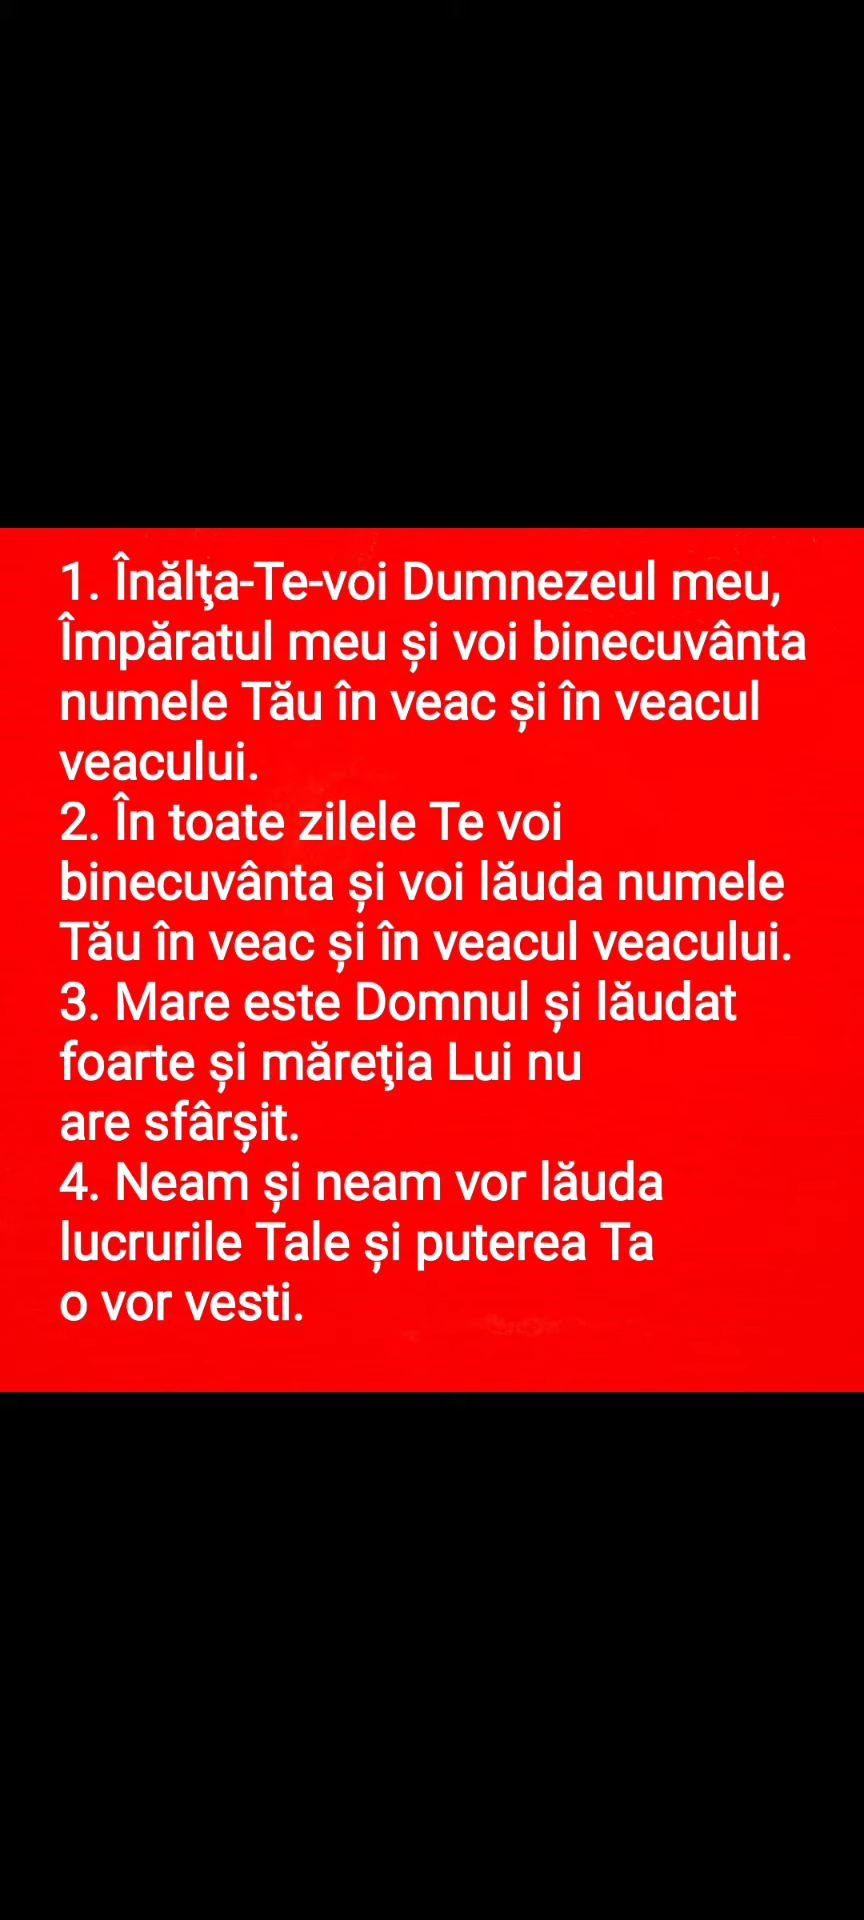 1. Înălţa-Te-voi Dumnezeul meu,
Împăratul meu și voi binecuvânta
numele Tău în veac și în veacul
veacului.
2. În toate zilele Te voi
binecuvânta și voi lăuda numele
Tău în veac și în veacul veacului.
3. Mare este Domnul și lăudat
foarte și măreţia Lui nu
are sfârșit.
4. Neam și neam vor lăuda
lucrurile Tale și puterea Ta
o vor vesti.